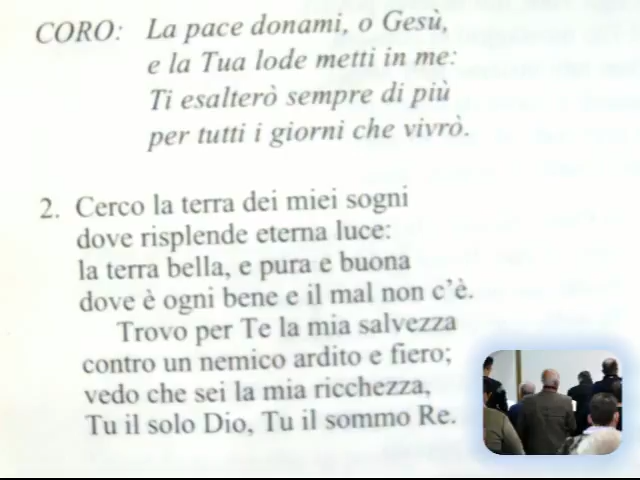 CORO: La pace donami, o Gesù,
e la Tua lode metti in me:
Ti esalterò sempre di più
per tutti i giorni che vivrò.
2. Cerco la terra dei miei sogni
dove risplende eterna luce:
la terra bella, e pura e buona
dove è ogni bene e il mal non c'è.
Trovo per Te la mia salvezza
contro un nemico ardito e fiero;
vedo che sei la mia ricchezza,
Tu il solo Dio, Tu il sommo Re.